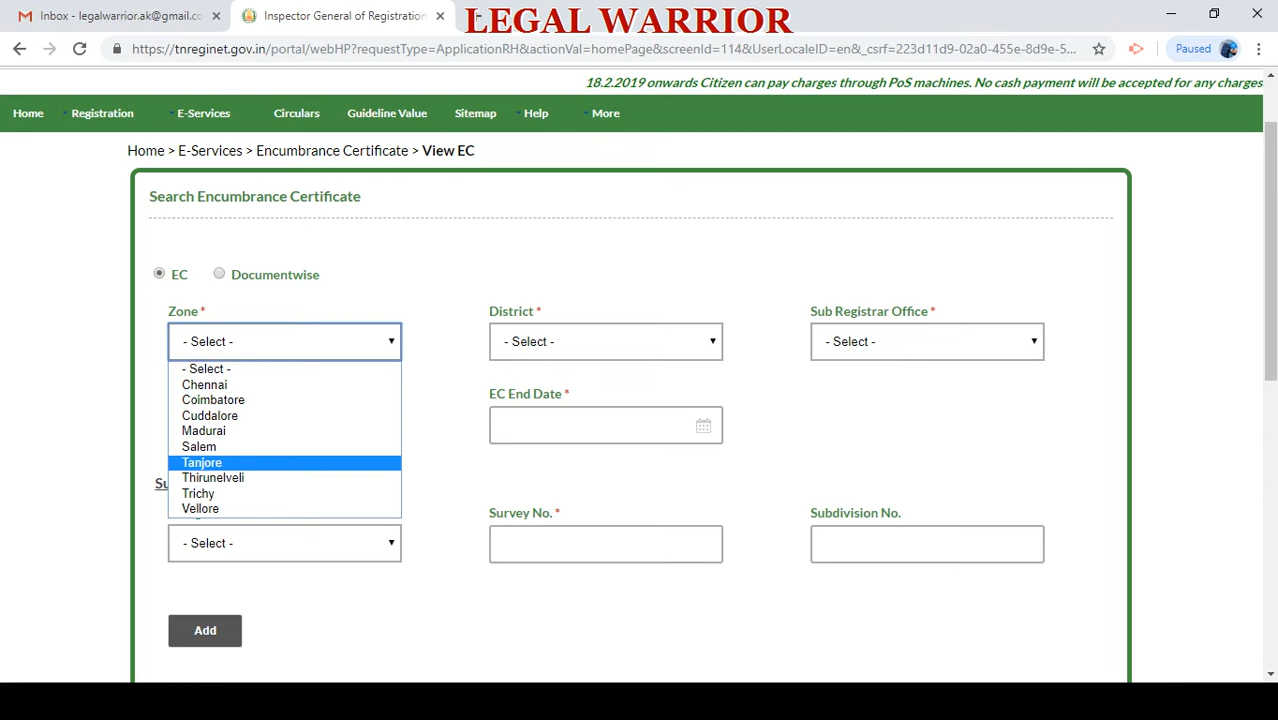 Inbox - legalwarrior.ak@gmail.co
Inspector General of Registration
LEGAL WARRIOR
https://tnreginet.gov.in/portal/webHP?requestType=ApplicationRH&actionVal=homePage&screenId=114&UserLocaleID=en&_csrf=223d11d9-02a0-455e-8d9e-5...
Paused
18.2.2019 onwards Citizen can pay charges through PoS machines. No cash payment will be accepted for any charges
Home Registration E-Services Circulars Guideline Value Sitemap Help More
Home > E-Services > Encumbrance Certificate > View EC
Search Encumbrance Certificate
EC Documentwise
Zone * District * Sub Registrar Office *
- Select - - Select - - Select -
- Select -
Chennai
EC End Date *
Coimbatore
Cuddalore
Madurai
Salem
Tanjore
Thirunelveli
Su
Trichy
Vellore
Survey No. * Subdivision No.
- Select -
Add